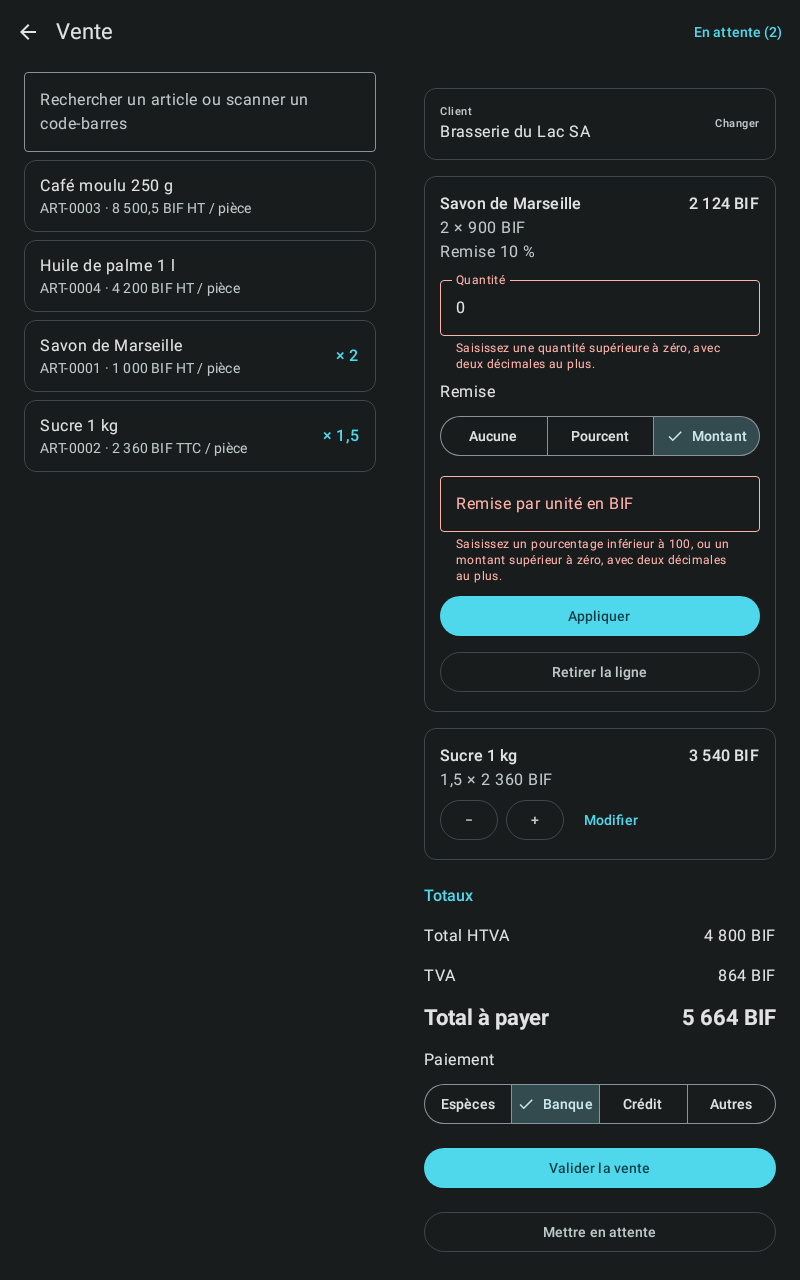 Vente
En attente (2)
Rechercher un article ou scanner un
code-barres
Café moulu 250 g
ART-0003 · 8 500,5 BIF HT / pièce
Huile de palme 1 l
ART-0004 · 4 200 BIF HT / pièce
Savon de Marseille
ART-0001 · 1 000 BIF HT / pièce
× 2
Sucre 1 kg
ART-0002 · 2 360 BIF TTC / pièce
× 1,5
Client
Brasserie du Lac SA
Changer
Savon de Marseille
2 124 BIF
2 × 900 BIF
Remise 10 %
Quantité
0
Saisissez une quantité supérieure à zéro, avec
deux décimales au plus.
Remise
Aucune
Pourcent
Montant
Remise par unité en BIF
Saisissez un pourcentage inférieur à 100, ou un
montant supérieur à zéro, avec deux décimales
au plus.
Appliquer
Retirer la ligne
Sucre 1 kg
3 540 BIF
1,5 × 2 360 BIF
−
+
Modifier
Totaux
Total HTVA
4 800 BIF
TVA
864 BIF
Total à payer
5 664 BIF
Paiement
Espèces
Banque
Crédit
Autres
Valider la vente
Mettre en attente